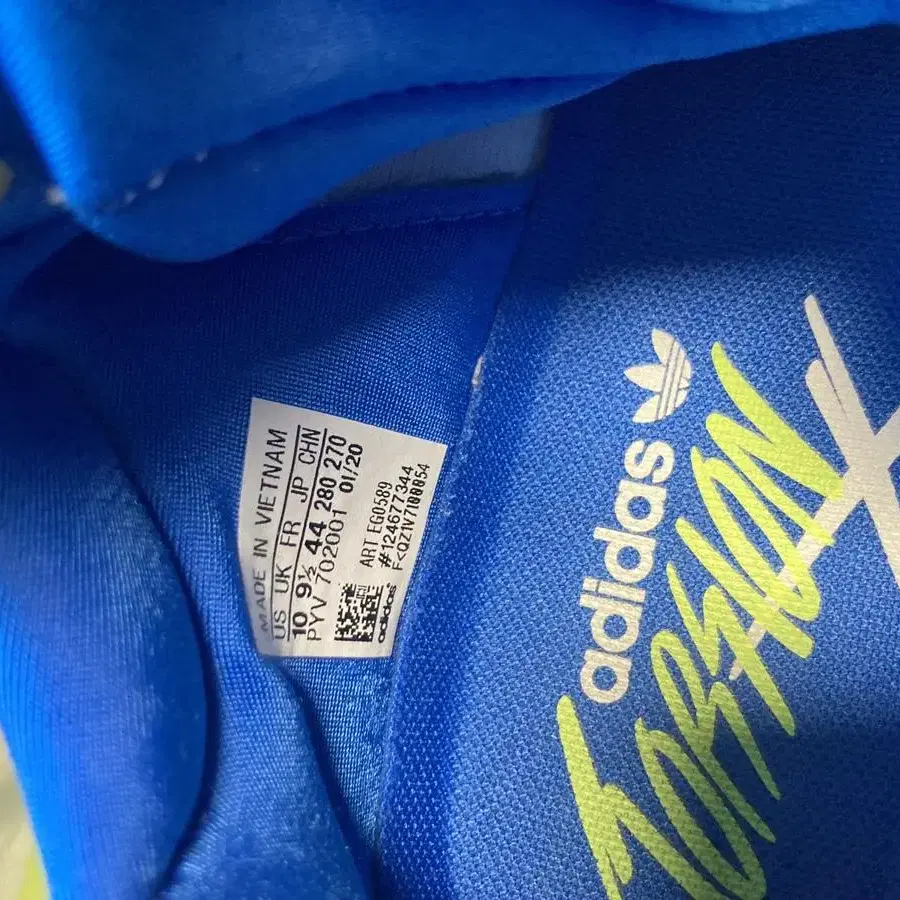 MADE IN VIETNAM
US UK FR JP CHN
10 9½ 44 280 270
PYV 702001 01/20
ART EG0589
#124677344
adidas
adidas
TORSION
X